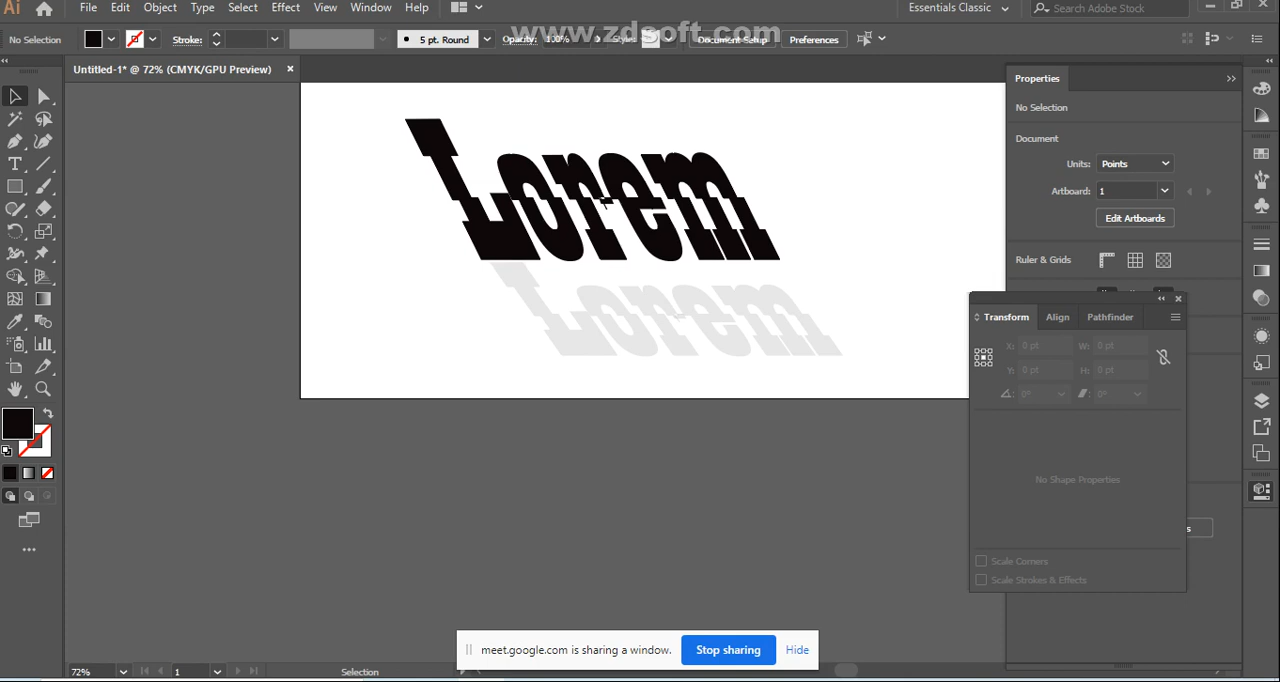 Ai File Edit Object Type Select Effect View Window Help Essentials Classic Search Adobe Stock
www.zdsoft.com
No Selection Stroke: 5 pt. Round Opacity: 100% Style: Document Setup Preferences
Untitled-1* @ 72% (CMYK/GPU Preview)
Properties
No Selection
Document
Units: Points
Artboard: 1
Edit Artboards
Ruler & Grids
Lorem
Lorem
Transform Align Pathfinder
X: 0 pt W: 0 pt
Y: 0 pt H: 0 pt
0° 0°
No Shape Properties
Scale Corners
Scale Strokes & Effects
meet.google.com is sharing a window. Stop sharing Hide
72% 1 Selection